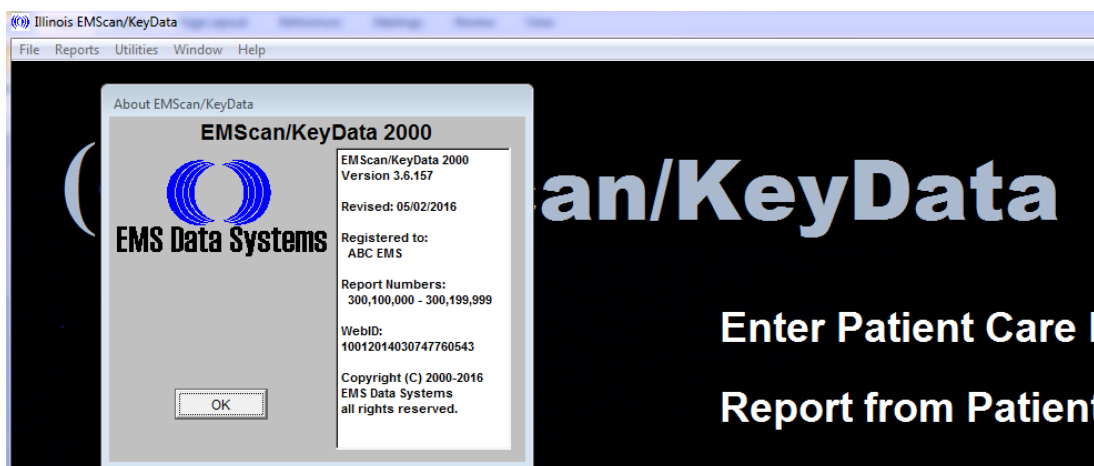 Illinois EMScan/KeyData
File Reports Utilities Window Help
About EMScan/KeyData
EMScan/KeyData 2000
EMS Data Systems
EMScan/KeyData 2000
Version 3.6.157
Revised: 05/02/2016
Registered to:
ABC EMS
Report Numbers:
300,100,000 - 300,199,999
WebID:
10012014030747760543
Copyright (C) 2000-2016
EMS Data Systems
all rights reserved.
OK
can/KeyData
Enter Patient Care
Report from Patient